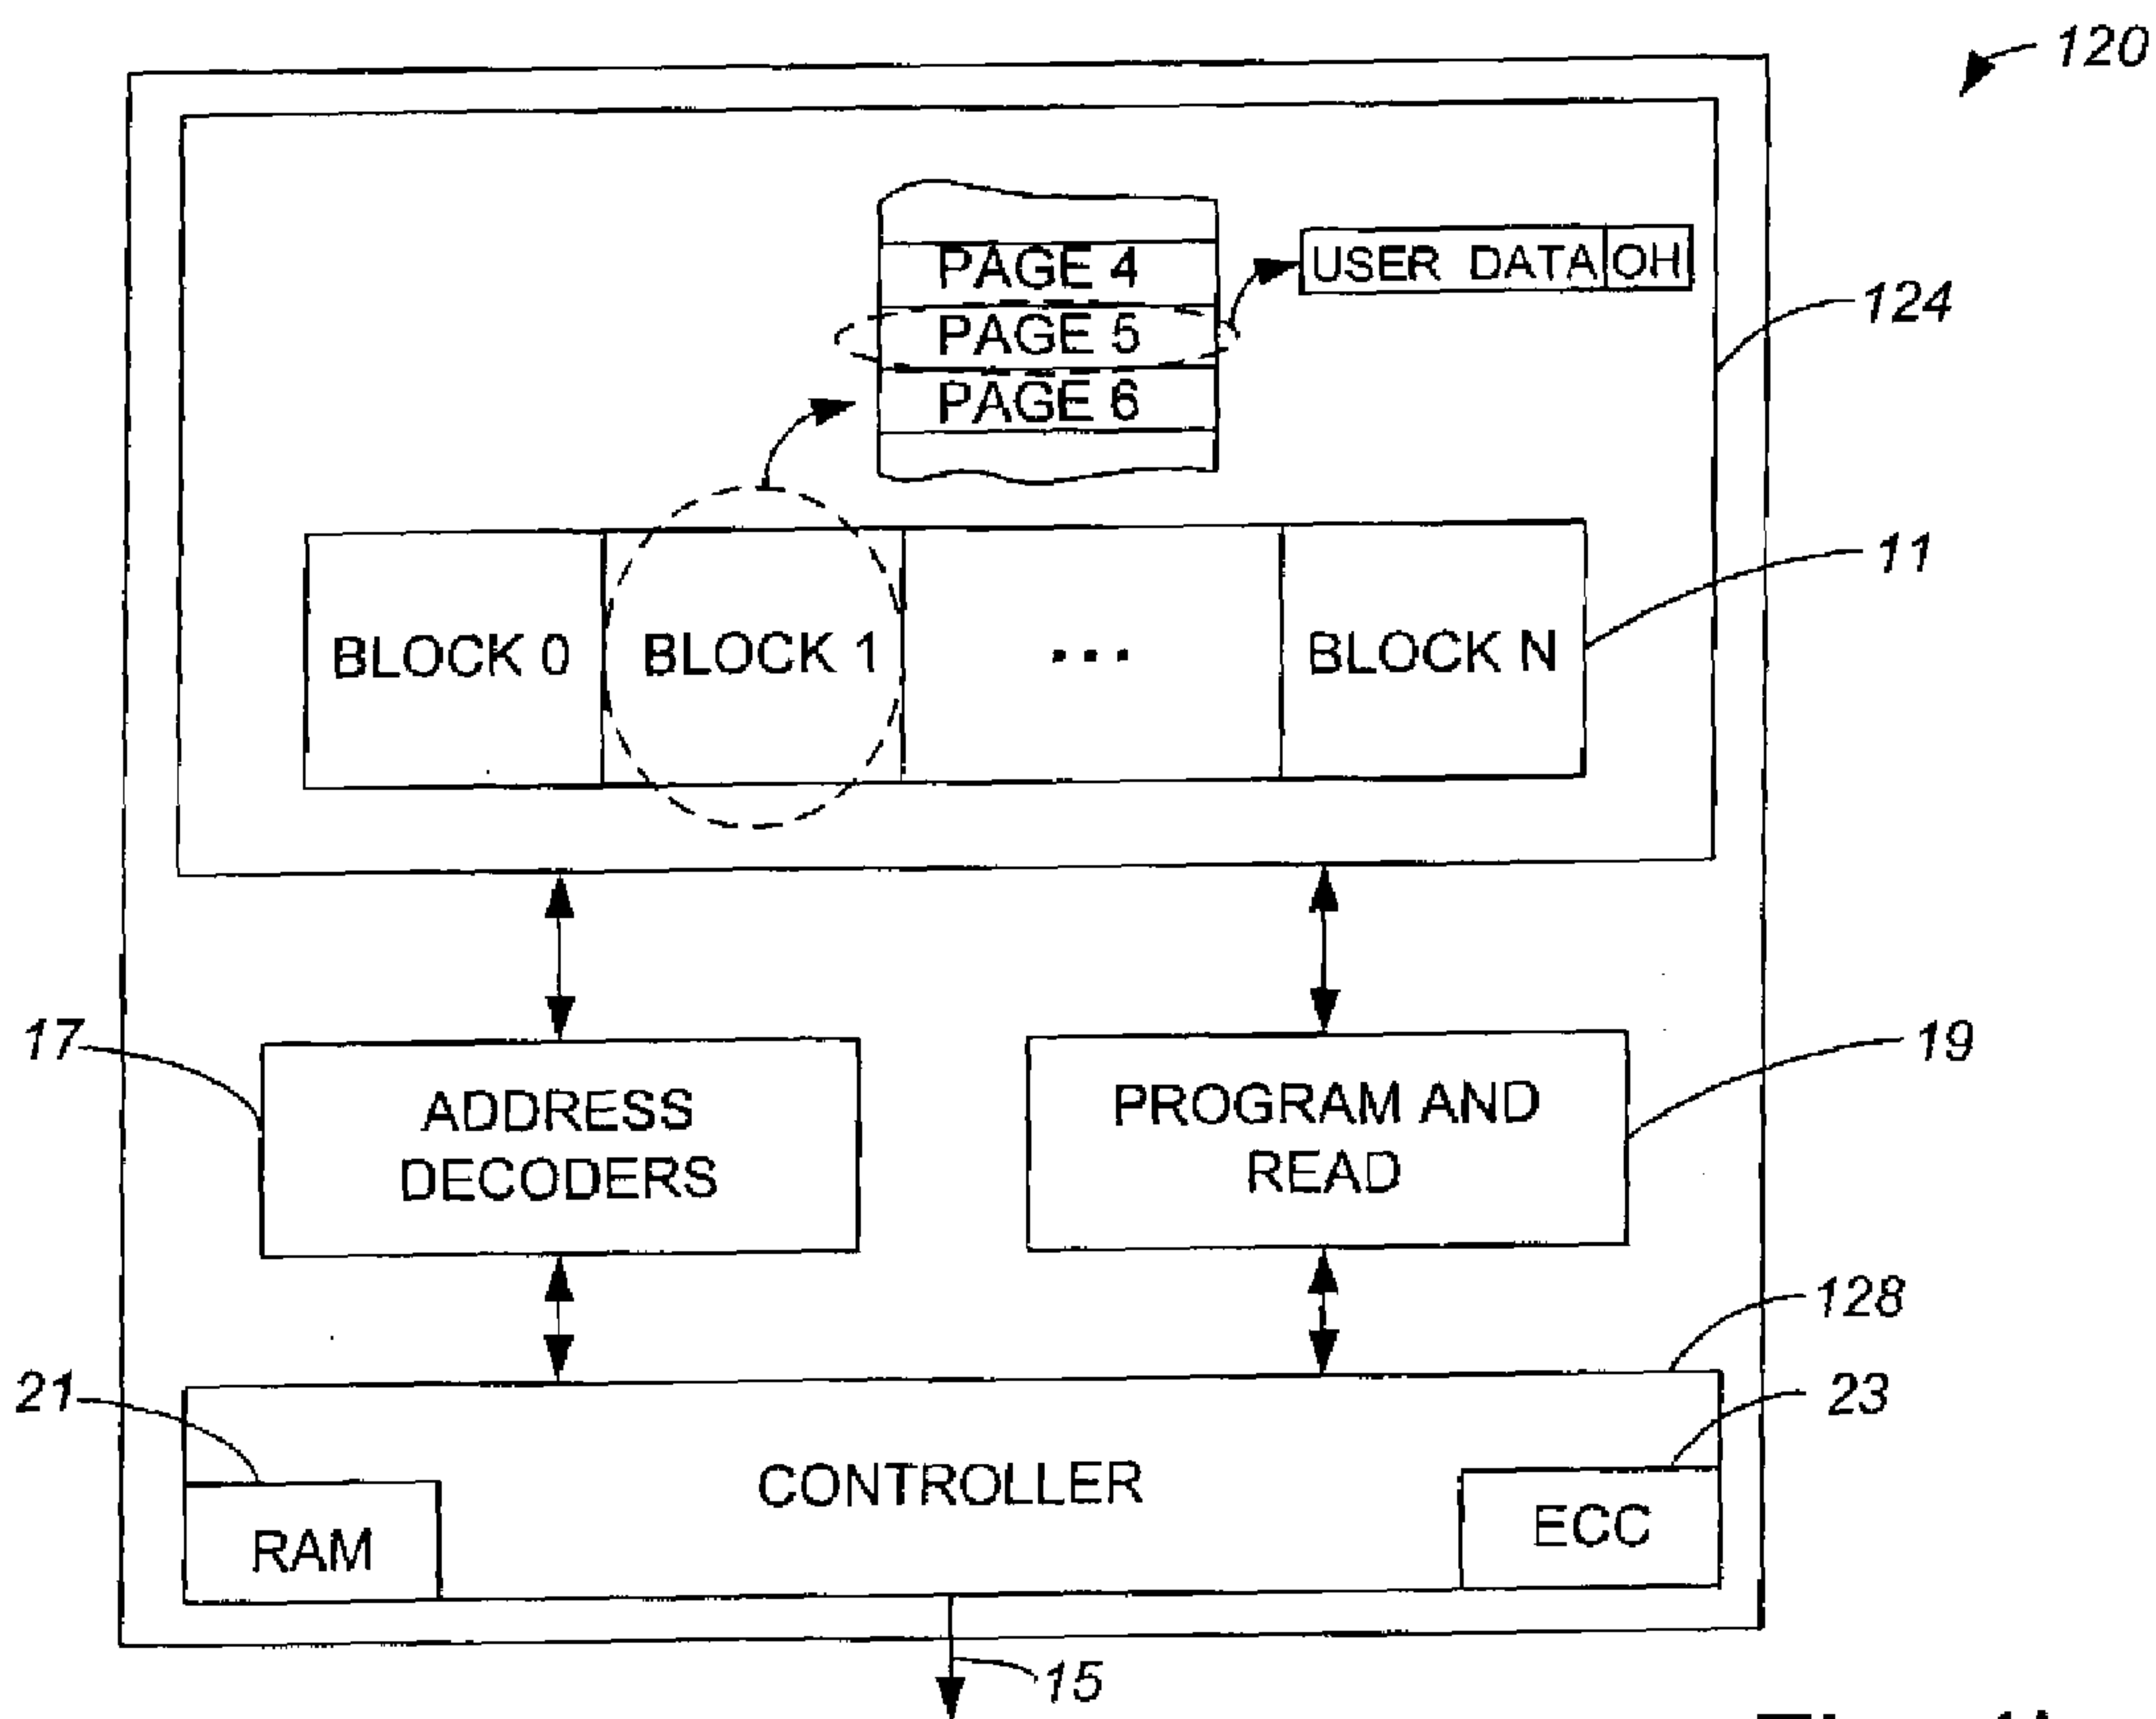 120
PAGE 4
USER DATA OH
PAGE 5
124
PAGE 6
11
BLOCK 0 BLOCK 1 ... BLOCK N
17
19
ADDRESS
DECODERS
PROGRAM AND
READ
128
21
23
CONTROLLER
RAM
ECC
15